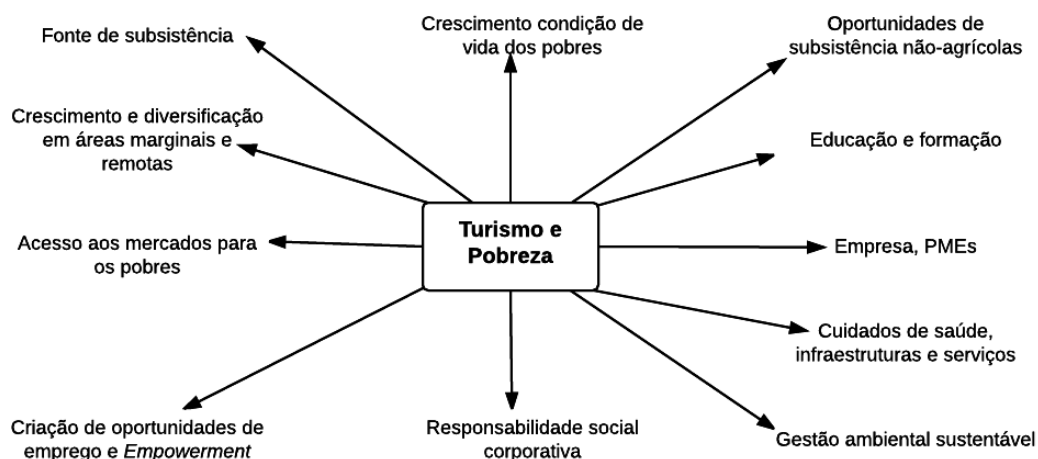 Fonte de subsistência
Crescimento condição de
vida dos pobres
Oportunidades de
subsistência não-agrícolas
Crescimento e diversificação
em áreas marginais e
remotas
Educação e formação
Turismo e
Pobreza
Acesso aos mercados para
os pobres
Empresa, PMEs
Cuidados de saúde,
infraestruturas e serviços
Criação de oportunidades de
emprego e Empowerment
Responsabilidade social
corporativa
Gestão ambiental sustentável